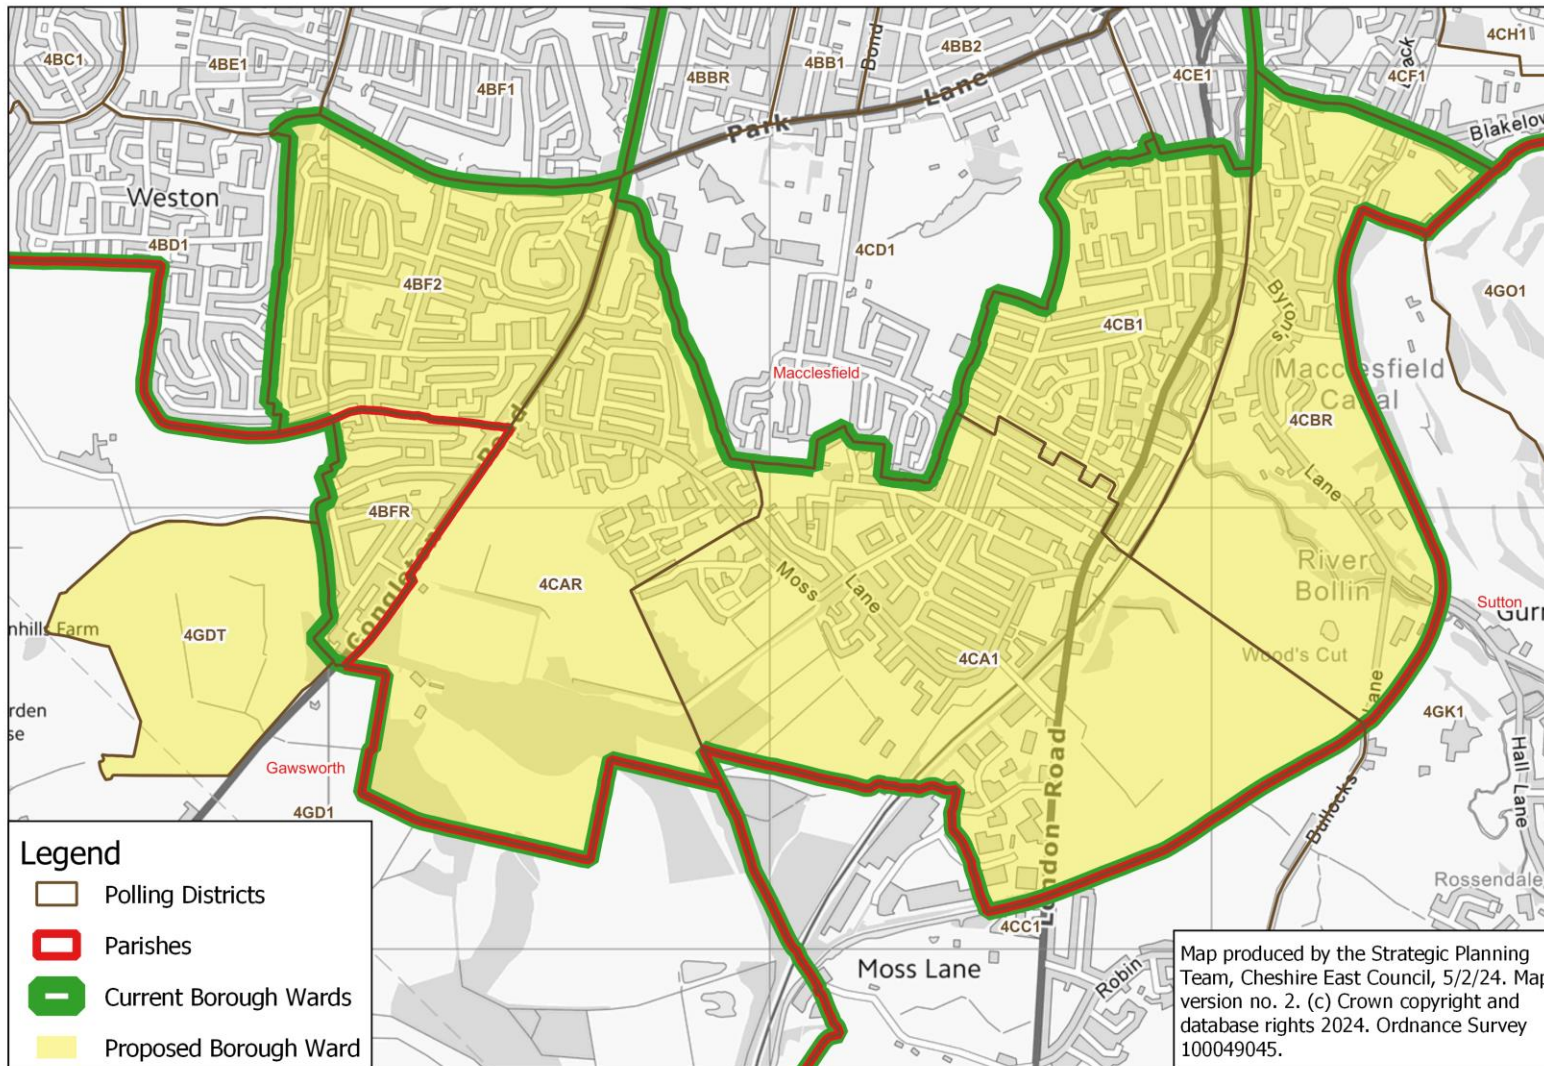 4BC1
4BE1
4BF1
4BBR
4BB1
Bond
4BB2
Park Lane
4CE1
4CF1
4CH1
Weston
4BD1
4BF2
4CD1
4CB1
Byrons
Lane
4GO1
Macclesfield
Macclesfield
Canal
4CBR
Congleton Road
4BFR
4CAR
Moss
Lane
River
Bollin
Sutton
4GDT
4CA1
Wood's Cut
Lane
4GK1
Gawsworth
4GD1
London Road
Bullocks
Hall Lane
Rossendale
4CC1
Moss Lane
Robin
Legend
Polling Districts
Parishes
Current Borough Wards
Proposed Borough Ward
Map produced by the Strategic Planning
Team, Cheshire East Council, 5/2/24. Map
version no. 2. (c) Crown copyright and
database rights 2024. Ordnance Survey
100049045.